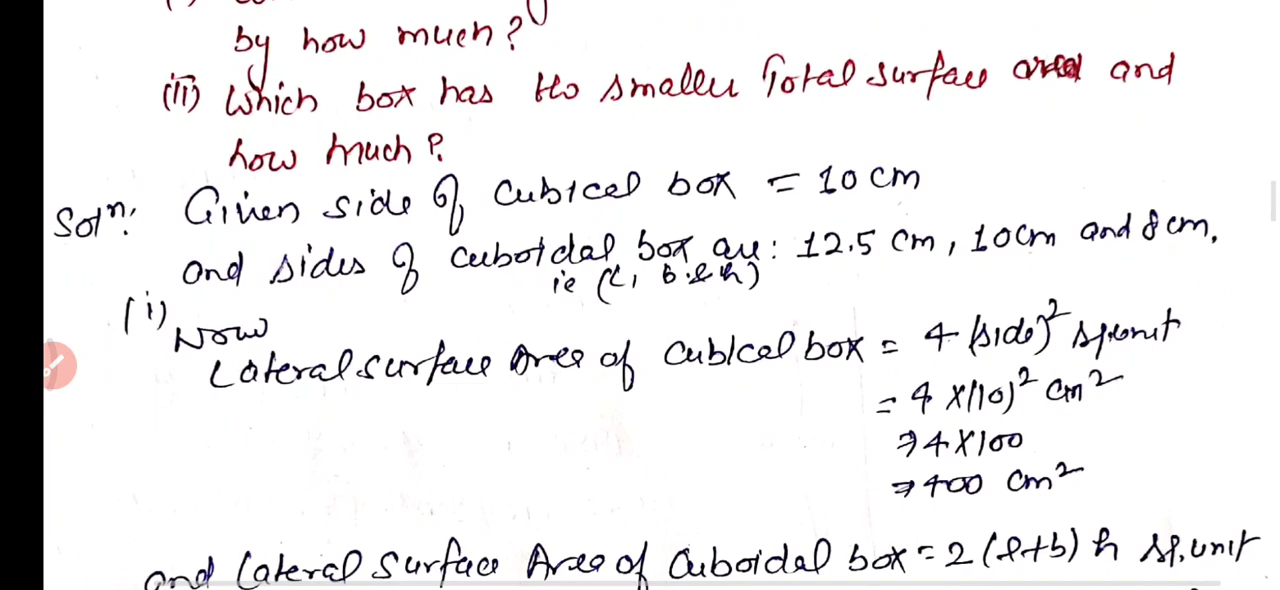 by how much?
(ii) Which box has the smaller Total surface area and
how much?
Solⁿ: Given side of Cubical box = 10 cm
and sides of cuboidal box are: 12.5 cm, 10cm and 8 cm.
ie (l, b & h)
(i) Now
Lateral surface Area of Cubical box = 4 (side)² sq.unit
= 4 X(10)² cm²
⇒ 4 X 100
⇒ 400 cm²
and Lateral Surface Area of Cuboidal box = 2 (l+b) h sq.unit